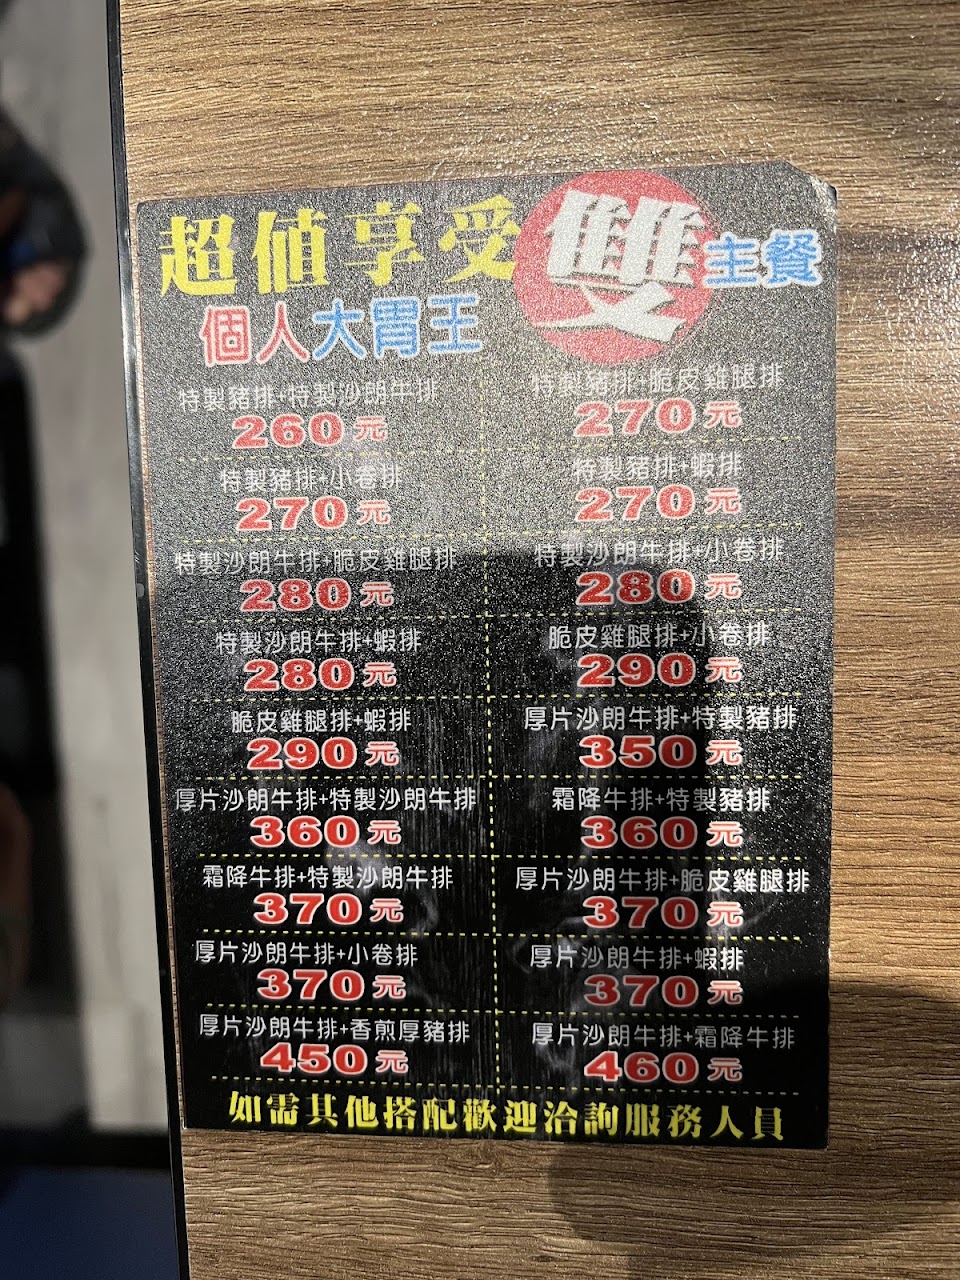 超值享受雙主餐
個人大胃王
特製豬排+特製沙朗牛排
260元
特製豬排+脆皮雞腿排
270元
特製豬排+小卷排
270元
特製豬排+蝦排
270元
特製沙朗牛排+脆皮雞腿排
280元
特製沙朗牛排+小卷排
280元
特製沙朗牛排+蝦排
280元
脆皮雞腿排+小卷排
290元
脆皮雞腿排+蝦排
290元
厚片沙朗牛排+特製豬排
350元
厚片沙朗牛排+特製沙朗牛排
360元
霜降牛排+特製豬排
360元
霜降牛排+特製沙朗牛排
370元
厚片沙朗牛排+脆皮雞腿排
370元
厚片沙朗牛排+小卷排
370元
厚片沙朗牛排+蝦排
370元
厚片沙朗牛排+香煎厚豬排
450元
厚片沙朗牛排+霜降牛排
460元
如需其他搭配歡迎洽詢服務人員